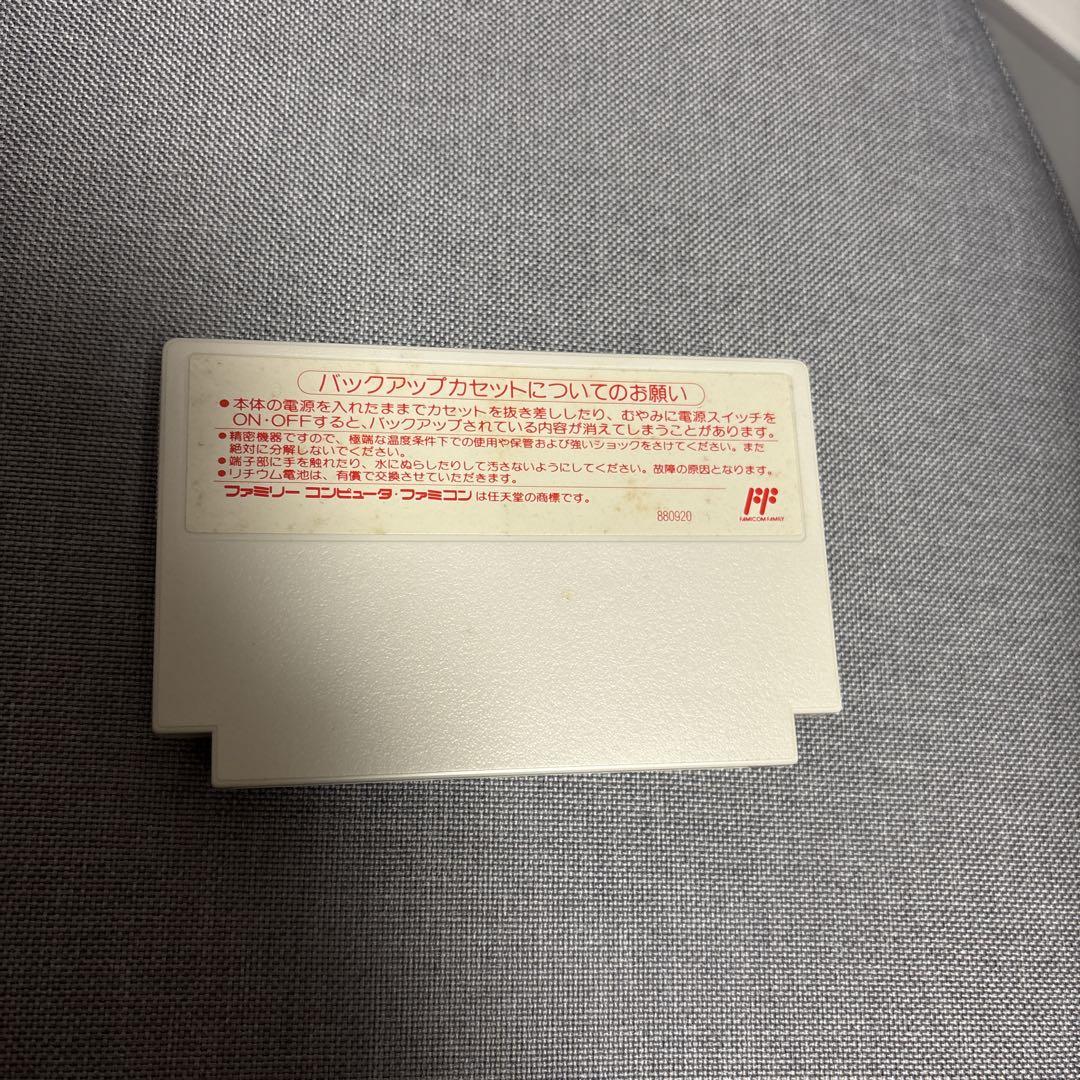 バックアップカセットについてのお願い
●本体の電源を入れたままでカセットを抜き差ししたり、むやみに電源スイッチを
ON・OFFすると、バックアップされている内容が消えてしまうことがあります。
●精密機器ですので、極端な温度条件下での使用や保管および強いショックをさけてください。また
絶対に分解しないでください。
●端子部に手を触れたり、水にぬらしたりして汚さないようにしてください。故障の原因となります。
●リチウム電池は、有償で交換させていただきます。
ファミリー コンピュータ・ファミコン は任天堂の商標です。
880920
FAMICOM FAMILY